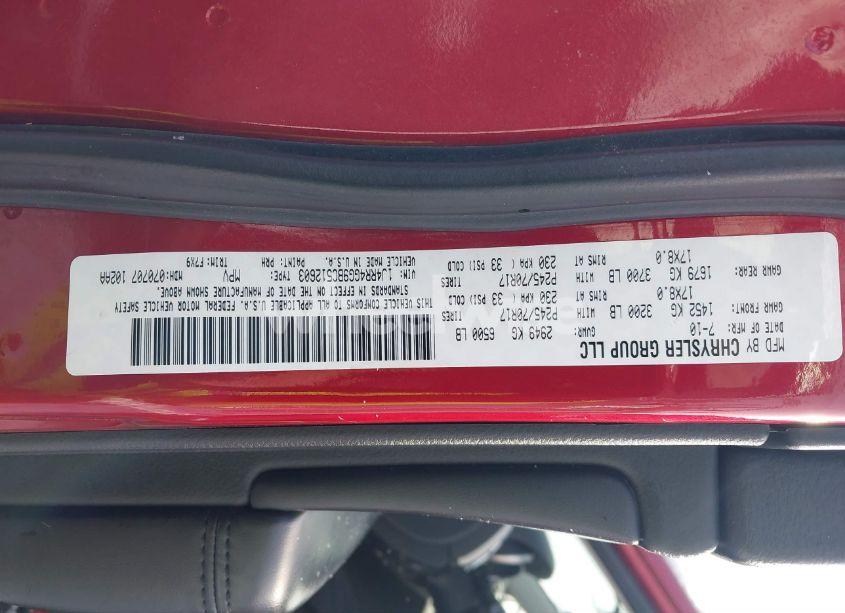 MFD BY CHRYSLER GROUP LLC
DATE OF MFR: 7-10 GVWR: 2949 KG 6500 LB
GAWR FRONT: 1452 KG 3200 LB WITH P245/70R17 TIRES
17X8.0 RIMS AT 230 KPA ( 33 PSI) COLD
GAWR REAR: 1679 KG 3700 LB WITH P245/70R17 TIRES
17X8.0 RIMS AT 230 KPA ( 33 PSI) COLD
THIS VEHICLE CONFORMS TO ALL APPLICABLE U.S.A. FEDERAL MOTOR VEHICLE SAFETY
STANDARDS IN EFFECT ON THE DATE OF MANUFACTURE SHOWN ABOVE.
VIN: 1J4RR4GG9BC512603 TYPE: MPV MDH:070707 102AA
VEHICLE MADE IN U.S.A. PAINT: PRH TRIM:F7X9